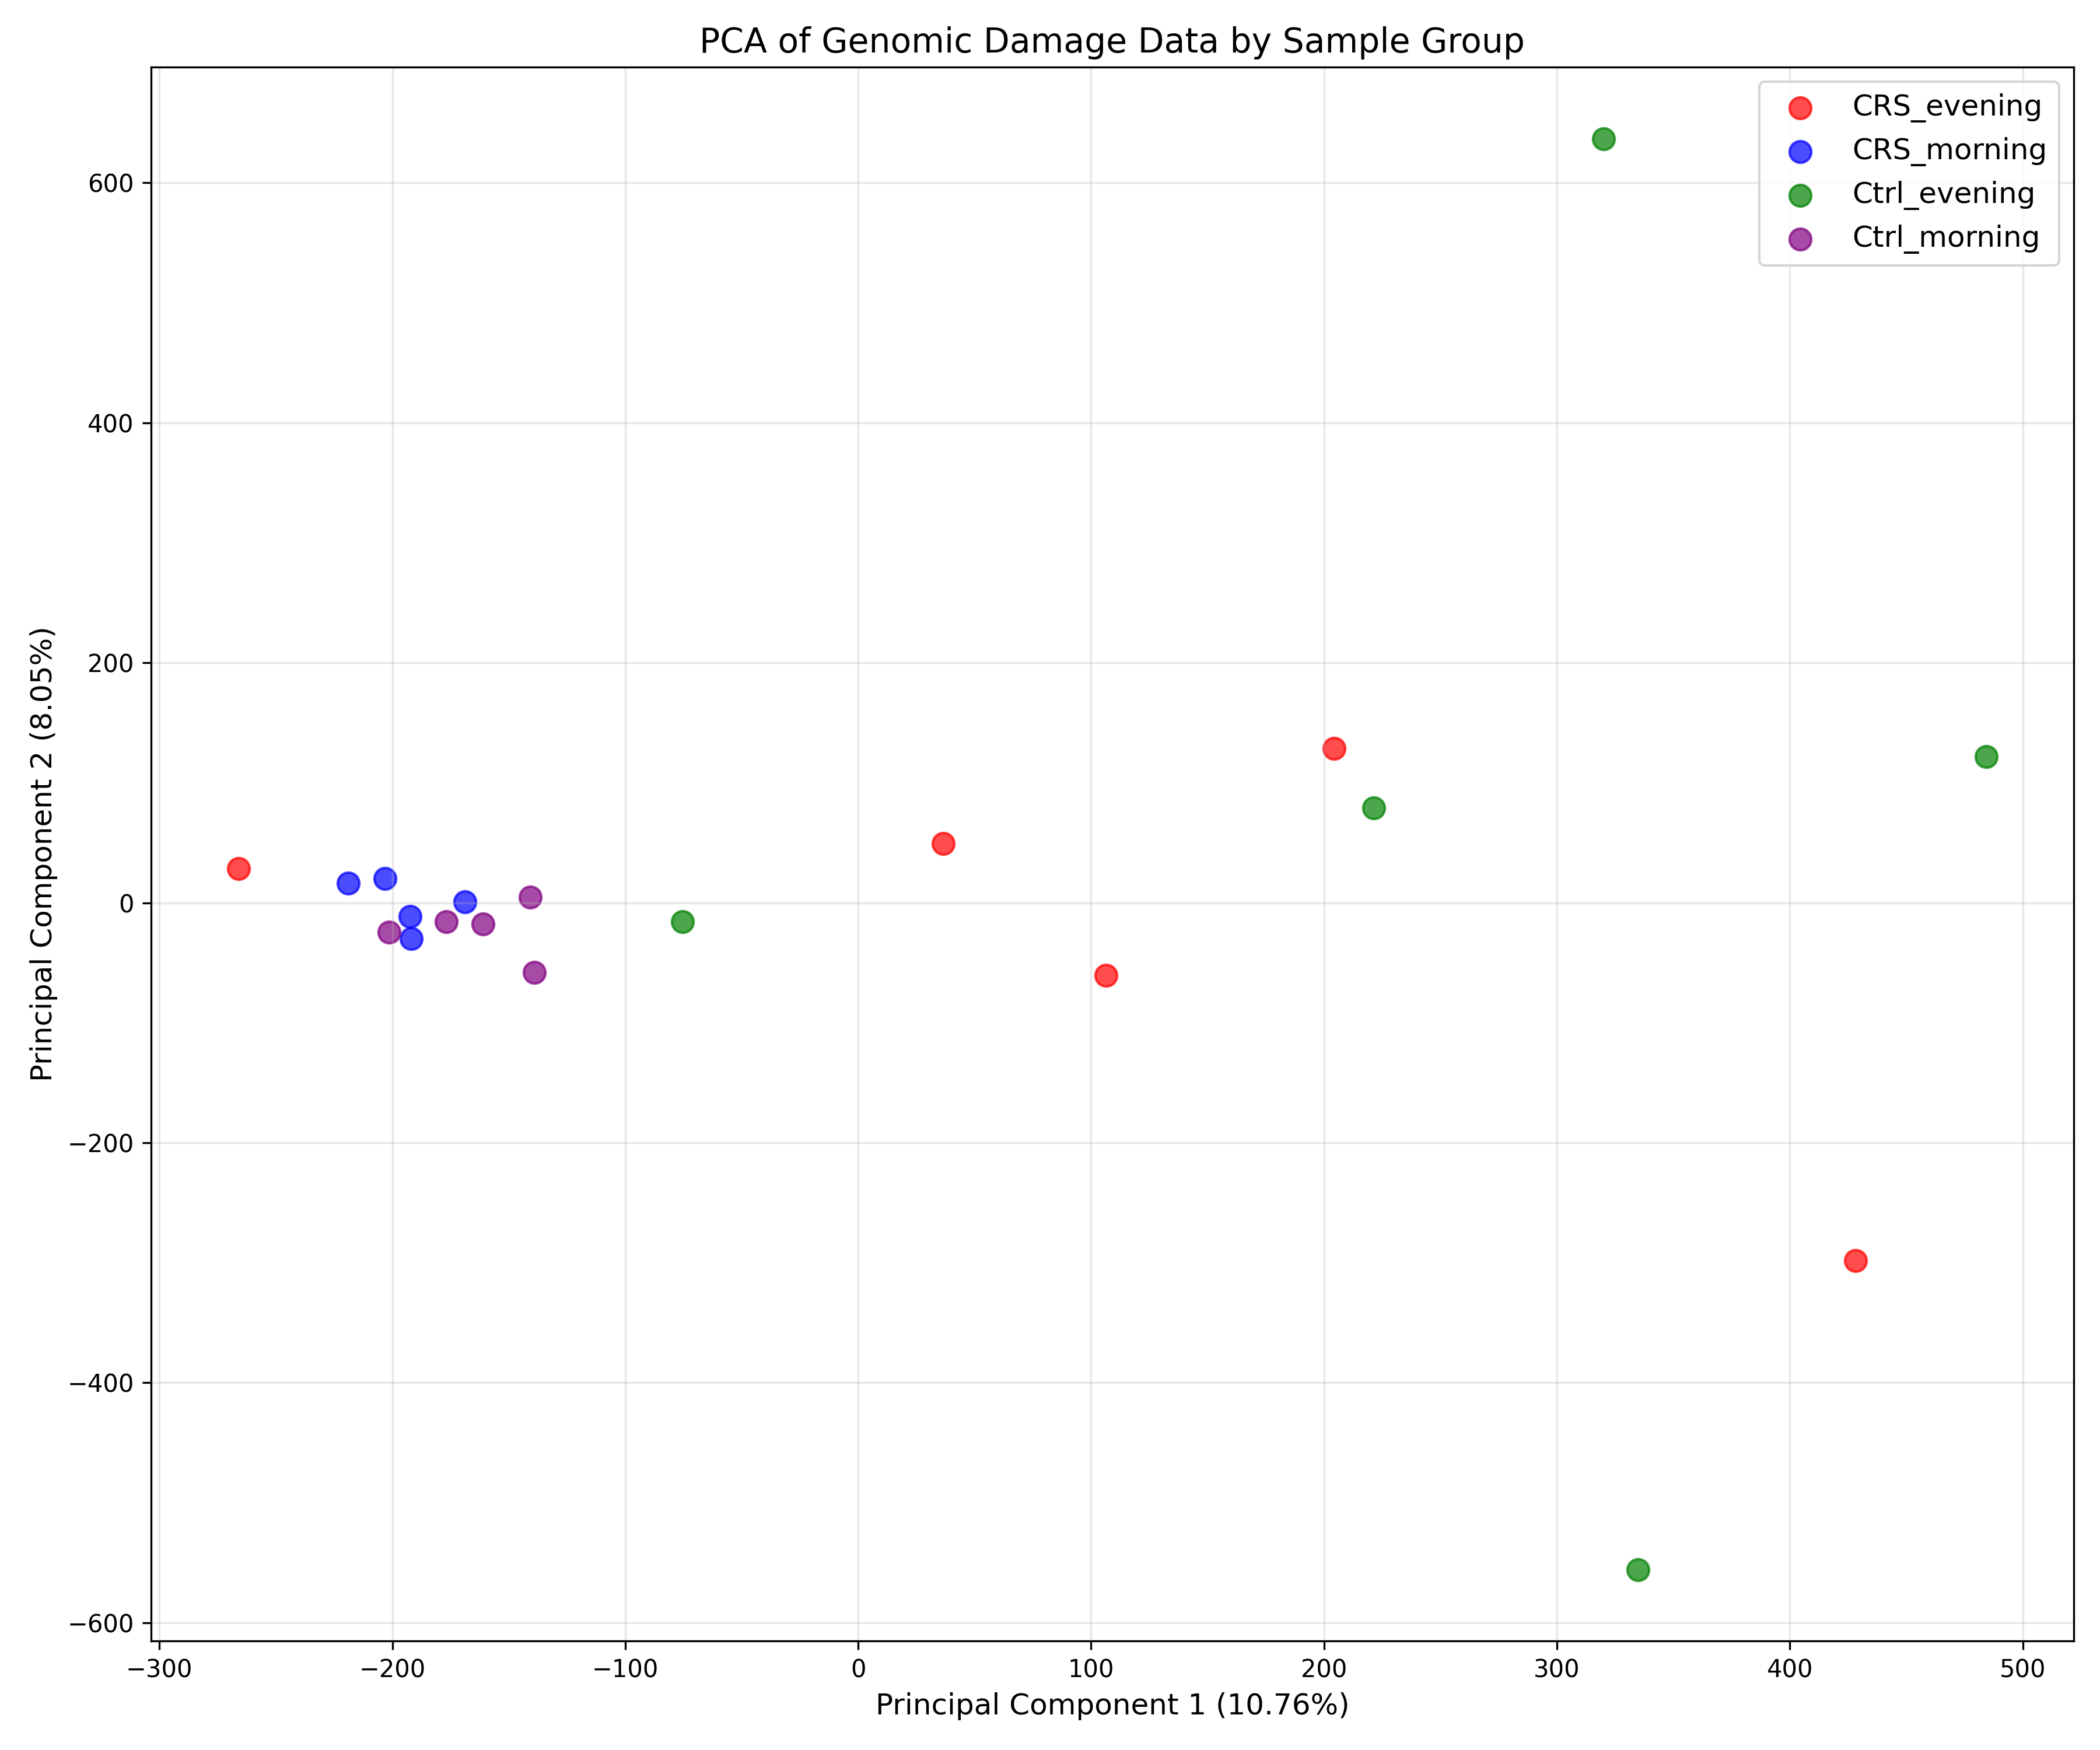 PCA of Genomic Damage Data by Sample Group
CRS_evening
CRS_morning
Ctrl_evening
Ctrl_morning
Principal Component 2 (8.05%)
600
400
200
0
−200
−400
−600
−300 −200 −100 0 100 200 300 400 500
Principal Component 1 (10.76%)